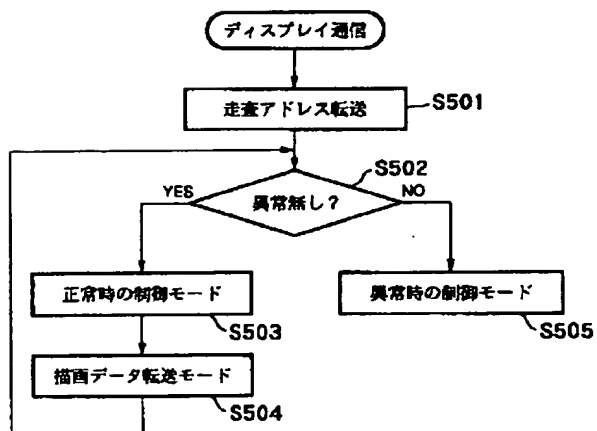 ディスプレイ通信
走査アドレス転送
S501
S502
YES
異常無し?
NO
正常時の制御モード
S503
異常時の制御モード
S505
描画データ転送モード
S504